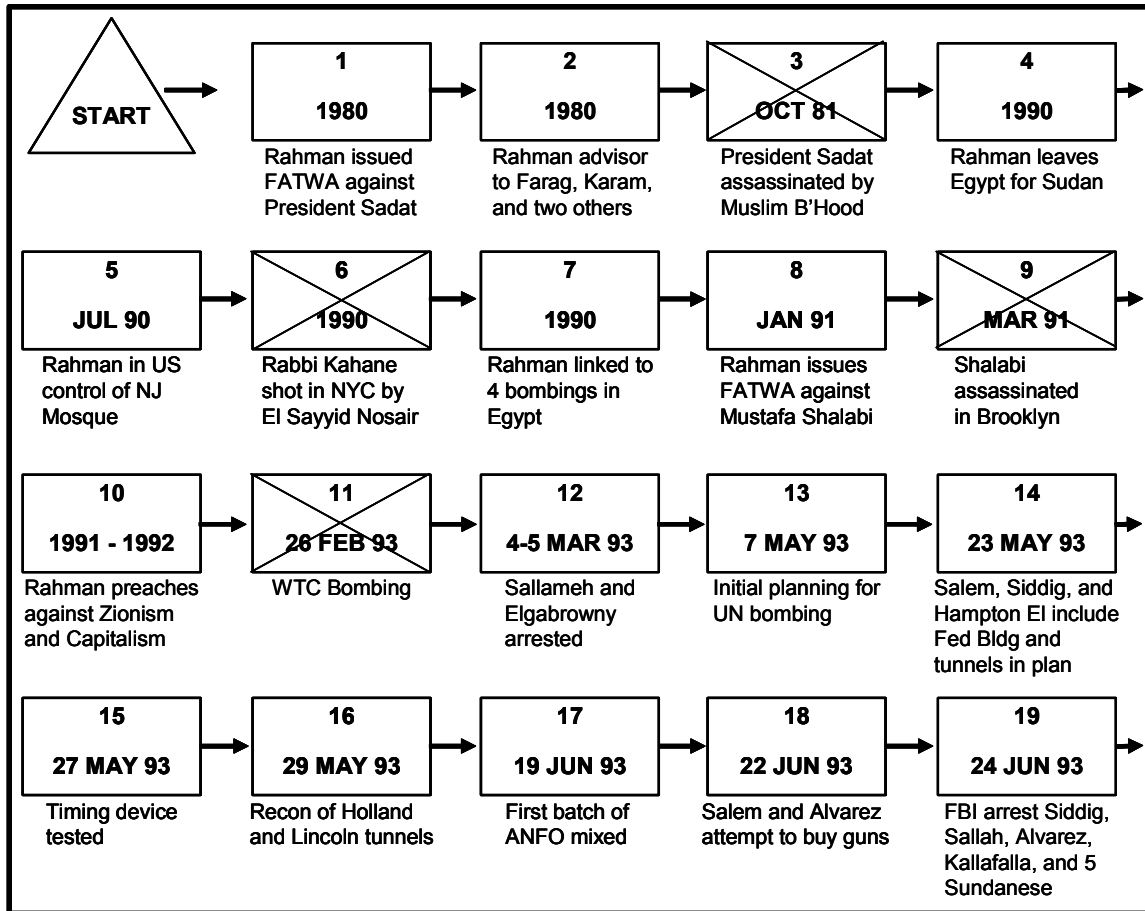 START
1
1980
Rahman issued
FATWA against
President Sadat
2
1980
Rahman advisor
to Farag, Karam,
and two others
3
OCT 81
President Sadat
assassinated by
Muslim B'Hood
4
1990
Rahman leaves
Egypt for Sudan
5
JUL 90
Rahman in US
control of NJ
Mosque
6
1990
Rabbi Kahane
shot in NYC by
El Sayyid Nosair
7
1990
Rahman linked to
4 bombings in
Egypt
8
JAN 91
Rahman issues
FATWA against
Mustafa Shalabi
9
MAR 91
Shalabi
assassinated
in Brooklyn
10
1991 - 1992
Rahman preaches
against Zionism
and Capitalism
11
26 FEB 93
WTC Bombing
12
4-5 MAR 93
Sallameh and
Elgabrowny
arrested
13
7 MAY 93
Initial planning for
UN bombing
14
23 MAY 93
Salem, Siddig, and
Hampton El include
Fed Bldg and
tunnels in plan
15
27 MAY 93
Timing device
tested
16
29 MAY 93
Recon of Holland
and Lincoln tunnels
17
19 JUN 93
First batch of
ANFO mixed
18
22 JUN 93
Salem and Alvarez
attempt to buy guns
19
24 JUN 93
FBI arrest Siddig,
Sallah, Alvarez,
Kallafalla, and 5
Sundanese